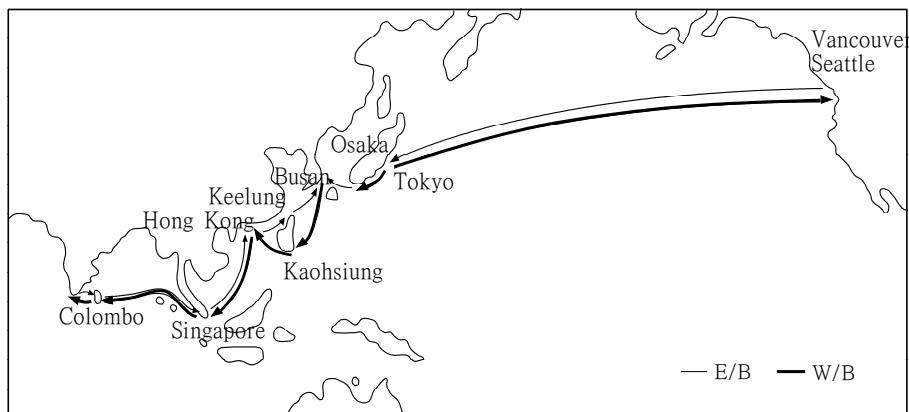 Vancouver
Seattle
Osaka
Busan
Tokyo
Keelung
Hong Kong
Kaohsiung
Colombo
Singapore
E/B
W/B